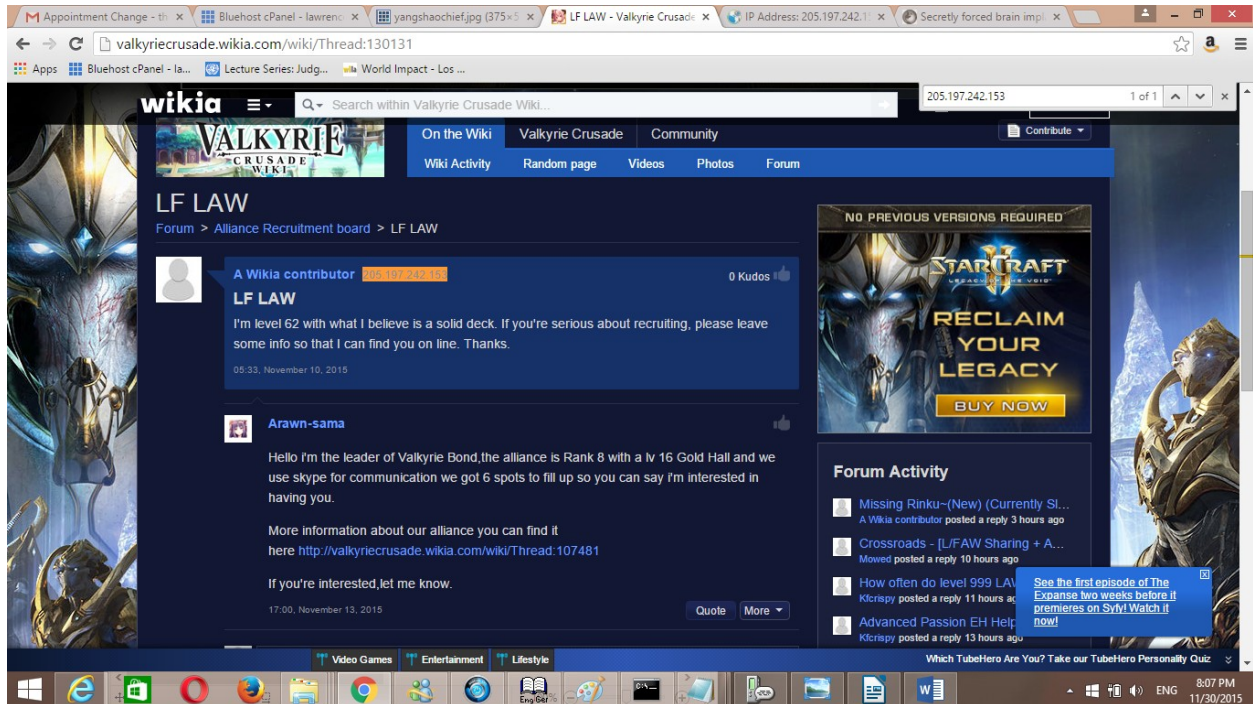 Appointment Change - th
Bluehost cPanel - lawrenc
yangshaochief.jpg (375×5
LF LAW - Valkyrie Crusade
IP Address: 205.197.242.1
Secretly forced brain impl
valkyriecrusade.wikia.com/wiki/Thread:130131
Apps
Bluehost cPanel - la...
Lecture Series: Judg...
World Impact - Los ...
205.197.242.153
1 of 1
wikia
Search within Valkyrie Crusade Wiki...
VALKYRIE
CRUSADE
WIKI
On the Wiki
Valkyrie Crusade
Community
Contribute
Wiki Activity
Random page
Videos
Photos
Forum
LF LAW
Forum > Alliance Recruitment board > LF LAW
A Wikia contributor 205.197.242.153
0 Kudos
LF LAW
I'm level 62 with what I believe is a solid deck. If you're serious about recruiting, please leave
some info so that I can find you on line. Thanks.
05:33, November 10, 2015
Arawn-sama
Hello i'm the leader of Valkyrie Bond,the alliance is Rank 8 with a lv 16 Gold Hall and we
use skype for communication we got 6 spots to fill up so you can say i'm interested in
having you.
More information about our alliance you can find it
here http://valkyriecrusade.wikia.com/wiki/Thread:107481
If you're interested,let me know.
17:00, November 13, 2015
Quote
More
NO PREVIOUS VERSIONS REQUIRED
STARCRAFT
II
LEGACY OF THE VOID
RECLAIM
YOUR
LEGACY
BUY NOW
Forum Activity
Missing Rinku~(New) (Currently Sl...
A Wikia contributor posted a reply 3 hours ago
Crossroads - [L/FAW Sharing + A...
Mowed posted a reply 10 hours ago
How often do level 999 LAW
Kfcrispy posted a reply 11 hours ag
Advanced Passion EH Help
Kfcrispy posted a reply 13 hours ago
See the first episode of The
Expanse two weeks before it
premieres on Syfy! Watch it
now!
Video Games
Entertainment
Lifestyle
Which TubeHero Are You? Take our TubeHero Personality Quiz
Eng Ger
ENG
8:07 PM
11/30/2015